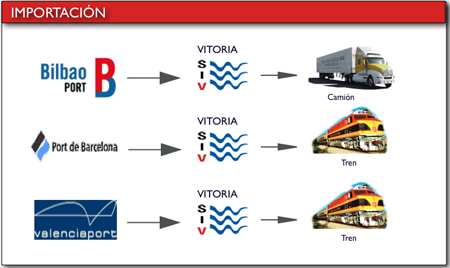 IMPORTACIÓN
Bilbao
PORT
B
VITORIA
S
I
V
Camión
Port de Barcelona
VITORIA
S
I
V
Tren
valenciaport
VITORIA
S
I
V
Tren